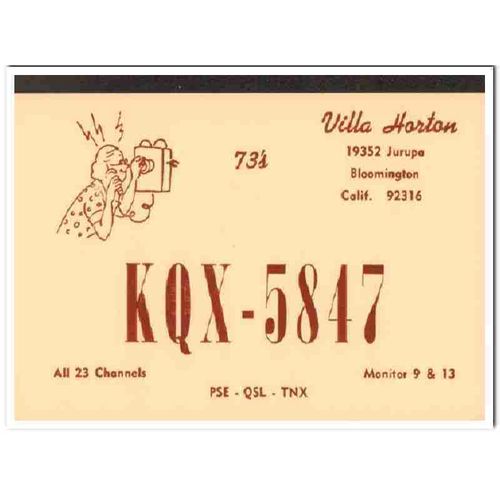 Villa Horton
73's
19352 Jurupa
Bloomington
Calif. 92316
KQX-5847
All 23 Channels
Monitor 9 & 13
PSE - QSL - TNX